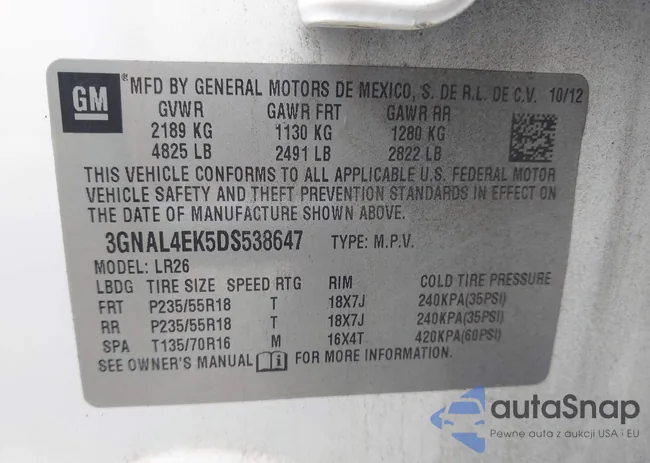 GM
®MFD BY GENERAL MOTORS DE MEXICO, S. DE R.L. DE C.V. 10/12
GVWR GAWR FRT GAWR RR
2189 KG 1130 KG 1280 KG
4825 LB 2491 LB 2822 LB
THIS VEHICLE CONFORMS TO ALL APPLICABLE U.S. FEDERAL MOTOR
VEHICLE SAFETY AND THEFT PREVENTION STANDARDS IN EFFECT ON
THE DATE OF MANUFACTURE SHOWN ABOVE.
3GNAL4EK5DS538647 TYPE: M.P.V.
MODEL: LR26
LBDG TIRE SIZE SPEED RTG RIM COLD TIRE PRESSURE
FRT P235/55R18 T 18X7J 240KPA(35PSI)
RR P235/55R18 T 18X7J 240KPA(35PSI)
SPA T135/70R16 M 16X4T 420KPA(60PSI)
SEE OWNER'S MANUAL i FOR MORE INFORMATION.
autaSnap
Pewne auta z aukcji USA i EU